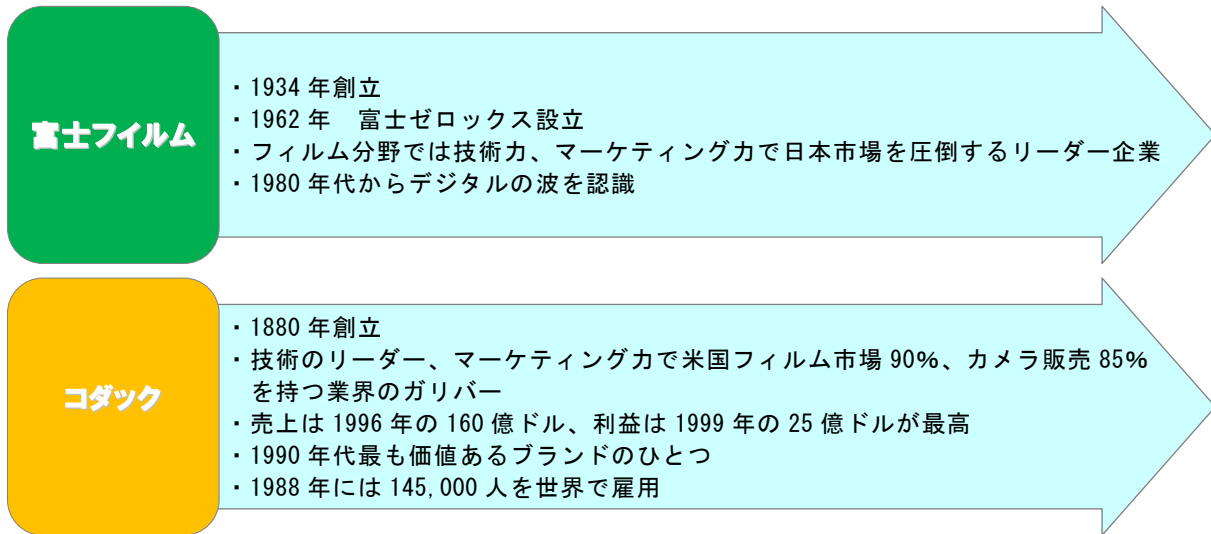 富士フイルム
・1934 年創立
・1962 年　富士ゼロックス設立
・フィルム分野では技術力、マーケティング力で日本市場を圧倒するリーダー企業
・1980 年代からデジタルの波を認識
コダック
・1880 年創立
・技術のリーダー、マーケティング力で米国フィルム市場 90%、カメラ販売 85%
を持つ業界のガリバー
・売上は 1996 年の 160 億ドル、利益は 1999 年の 25 億ドルが最高
・1990 年代最も価値あるブランドのひとつ
・1988 年には 145,000 人を世界で雇用